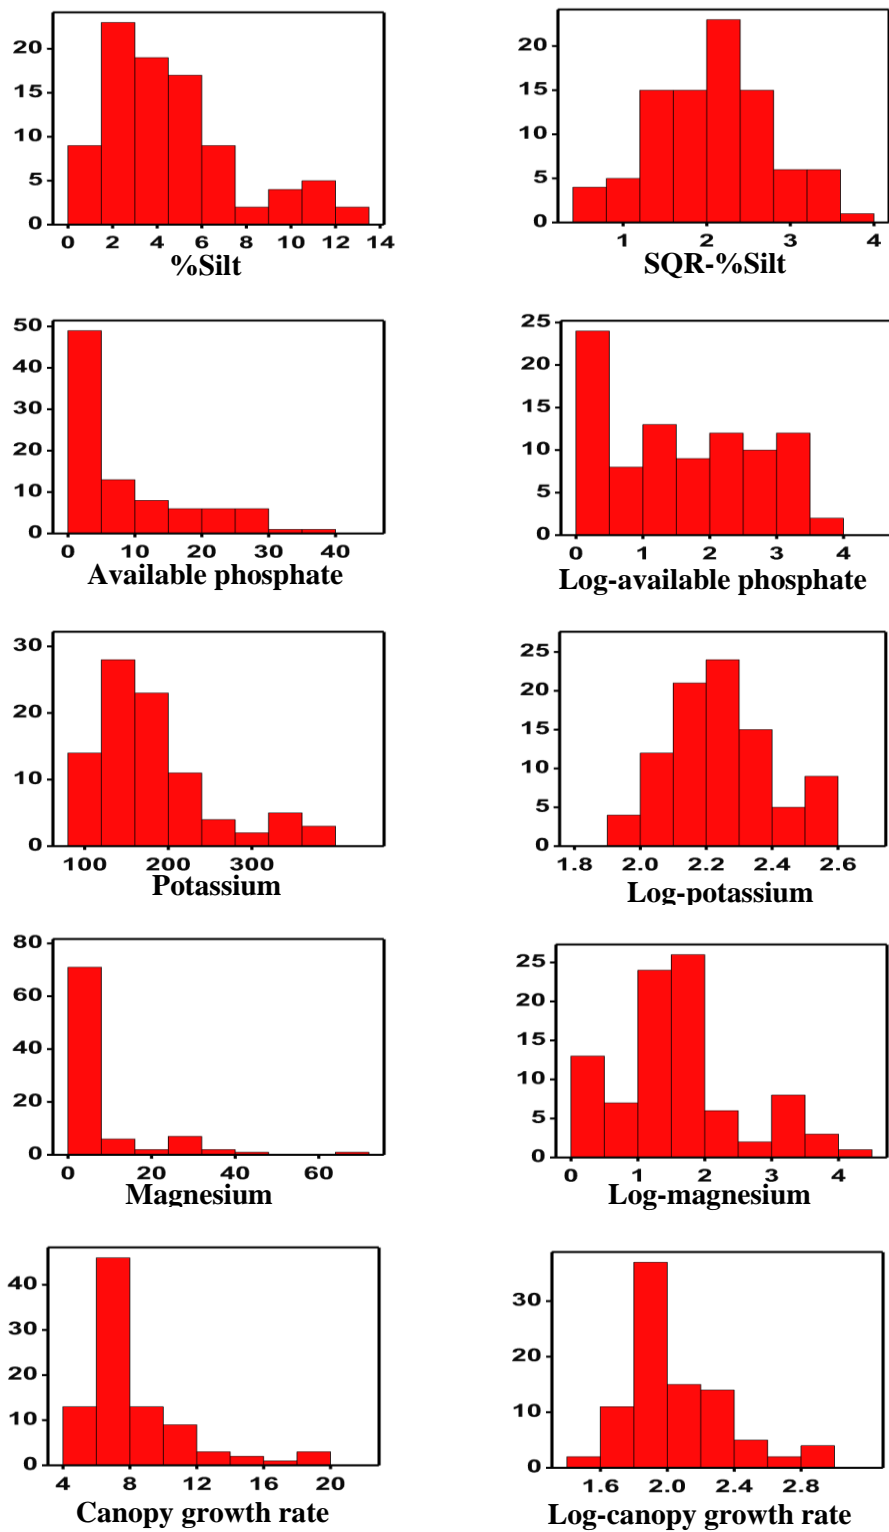 20
15
10
5
0
0 2 4 6 8 10 12 14
%Silt
20
15
10
5
0
1 2 3 4
SQR-%Silt
50
40
30
20
10
0
0 10 20 30 40
Available phosphate
25
20
15
10
5
0
0 1 2 3 4
Log-available phosphate
30
20
10
0
100 200 300
Potassium
25
20
15
10
5
0
1.8 2.0 2.2 2.4 2.6
Log-potassium
80
60
40
20
0
0 20 40 60
Magnesium
25
20
15
10
5
0
0 1 2 3 4
Log-magnesium
40
30
20
10
0
4 8 12 16 20
Canopy growth rate
30
20
10
0
1.6 2.0 2.4 2.8
Log-canopy growth rate